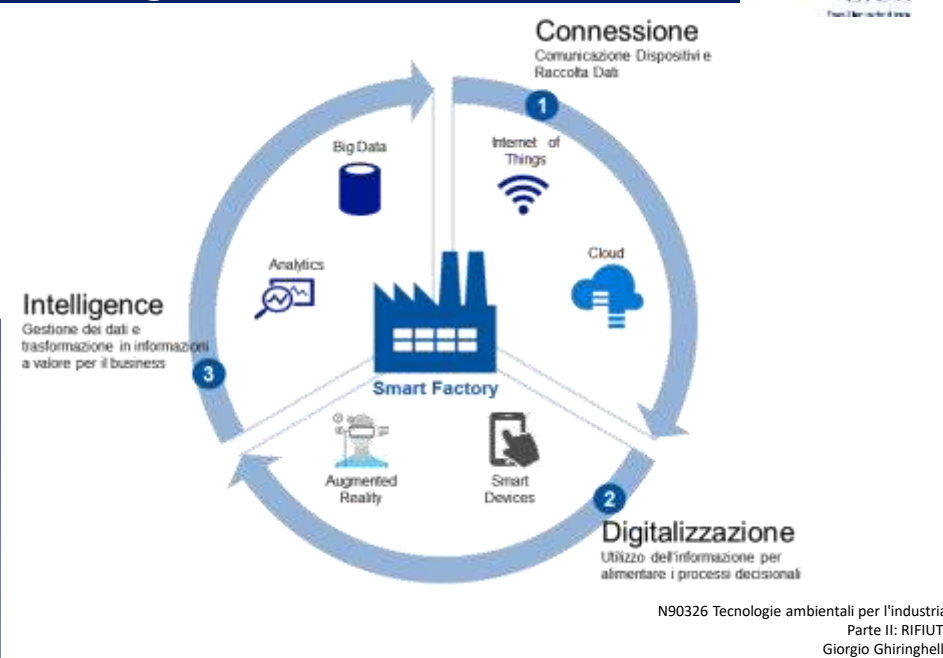 Connessione
Comunicazione Dispositivi e
Raccolta Dati
1
Big Data
Internet of
Things
Analytics
Cloud
Intelligence
Gestione dei dati e
trasformazione in informazioni
a valore per il business
3
Smart Factory
Augmented
Reality
Smart
Devices
2
Digitalizzazione
Utilizzo dell'informazione per
alimentare i processi decisionali
N90326 Tecnologie ambientali per l'industria
Parte II: RIFIUT
Giorgio Ghiringhell